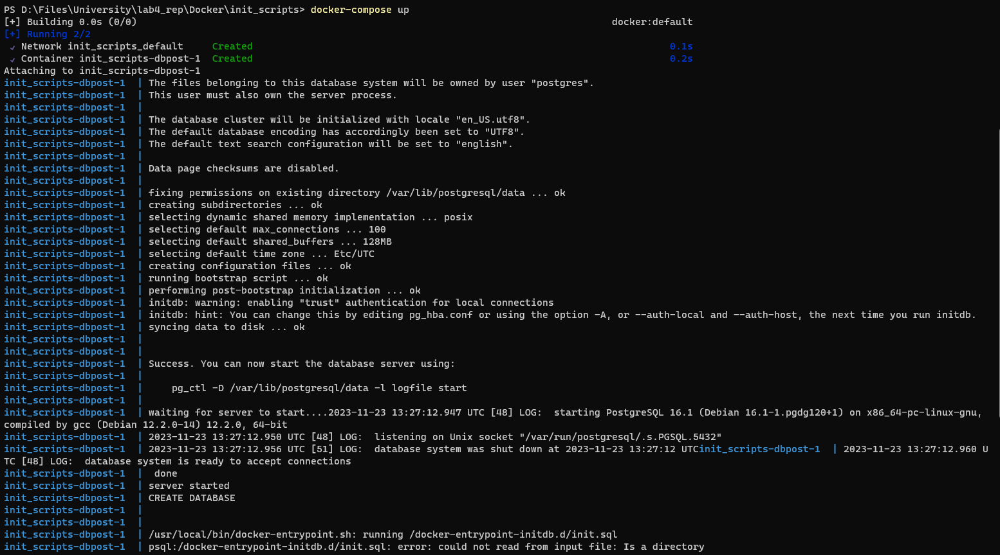 PS D:\Files\University\lab4_rep\Docker\init_scripts> docker-compose up
[+] Building 0.0s (0/0) docker:default
[+] Running 2/2
✓ Network init_scripts_default Created 0.1s
✓ Container init_scripts-dbpost-1 Created 0.2s
Attaching to init_scripts-dbpost-1
init_scripts-dbpost-1 | The files belonging to this database system will be owned by user "postgres".
init_scripts-dbpost-1 | This user must also own the server process.
init_scripts-dbpost-1 |
init_scripts-dbpost-1 | The database cluster will be initialized with locale "en_US.utf8".
init_scripts-dbpost-1 | The default database encoding has accordingly been set to "UTF8".
init_scripts-dbpost-1 | The default text search configuration will be set to "english".
init_scripts-dbpost-1 |
init_scripts-dbpost-1 | Data page checksums are disabled.
init_scripts-dbpost-1 |
init_scripts-dbpost-1 | fixing permissions on existing directory /var/lib/postgresql/data ... ok
init_scripts-dbpost-1 | creating subdirectories ... ok
init_scripts-dbpost-1 | selecting dynamic shared memory implementation ... posix
init_scripts-dbpost-1 | selecting default max_connections ... 100
init_scripts-dbpost-1 | selecting default shared_buffers ... 128MB
init_scripts-dbpost-1 | selecting default time zone ... Etc/UTC
init_scripts-dbpost-1 | creating configuration files ... ok
init_scripts-dbpost-1 | running bootstrap script ... ok
init_scripts-dbpost-1 | performing post-bootstrap initialization ... ok
init_scripts-dbpost-1 | initdb: warning: enabling "trust" authentication for local connections
init_scripts-dbpost-1 | initdb: hint: You can change this by editing pg_hba.conf or using the option -A, or --auth-local and --auth-host, the next time you run initdb.
init_scripts-dbpost-1 | syncing data to disk ... ok
init_scripts-dbpost-1 |
init_scripts-dbpost-1 |
init_scripts-dbpost-1 | Success. You can now start the database server using:
init_scripts-dbpost-1 |
init_scripts-dbpost-1 |     pg_ctl -D /var/lib/postgresql/data -l logfile start
init_scripts-dbpost-1 |
init_scripts-dbpost-1 | waiting for server to start....2023-11-23 13:27:12.947 UTC [48] LOG:  starting PostgreSQL 16.1 (Debian 16.1-1.pgdg120+1) on x86_64-pc-linux-gnu,
compiled by gcc (Debian 12.2.0-14) 12.2.0, 64-bit
init_scripts-dbpost-1 | 2023-11-23 13:27:12.950 UTC [48] LOG:  listening on Unix socket "/var/run/postgresql/.s.PGSQL.5432"
init_scripts-dbpost-1 | 2023-11-23 13:27:12.956 UTC [51] LOG:  database system was shut down at 2023-11-23 13:27:12 UTCinit_scripts-dbpost-1 | 2023-11-23 13:27:12.960 U
TC [48] LOG:  database system is ready to accept connections
init_scripts-dbpost-1 |  done
init_scripts-dbpost-1 | server started
init_scripts-dbpost-1 | CREATE DATABASE
init_scripts-dbpost-1 |
init_scripts-dbpost-1 |
init_scripts-dbpost-1 | /usr/local/bin/docker-entrypoint.sh: running /docker-entrypoint-initdb.d/init.sql
init_scripts-dbpost-1 | psql:/docker-entrypoint-initdb.d/init.sql: error: could not read from input file: Is a directory